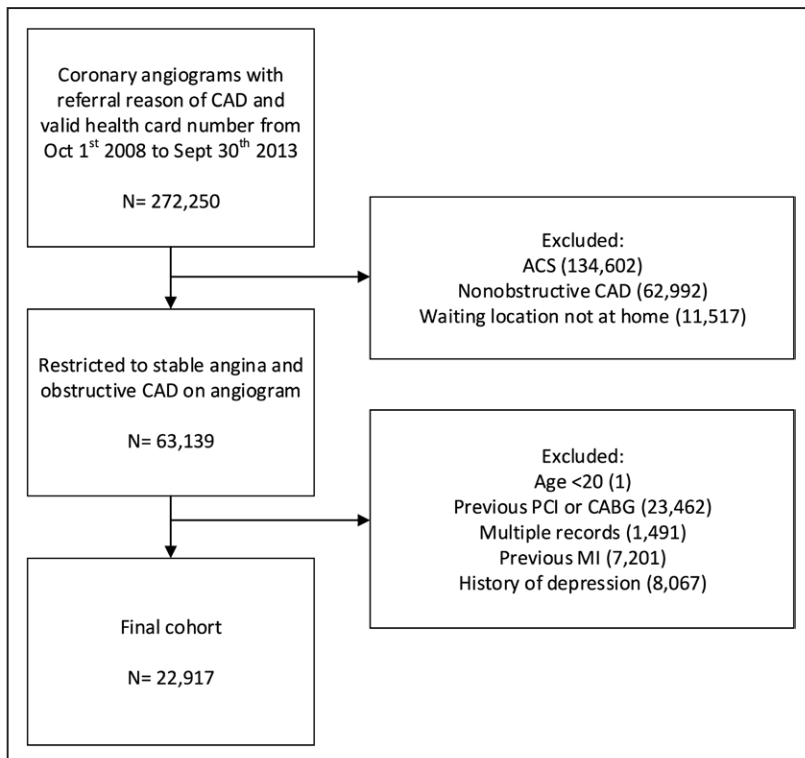 Coronary angiograms with
referral reason of CAD and
valid health card number from
Oct 1st 2008 to Sept 30th 2013
N= 272,250
Excluded:
ACS (134,602)
Nonobstructive CAD (62,992)
Waiting location not at home (11,517)
Restricted to stable angina and
obstructive CAD on angiogram
N= 63,139
Excluded:
Age <20 (1)
Previous PCI or CABG (23,462)
Multiple records (1,491)
Previous MI (7,201)
History of depression (8,067)
Final cohort
N= 22,917